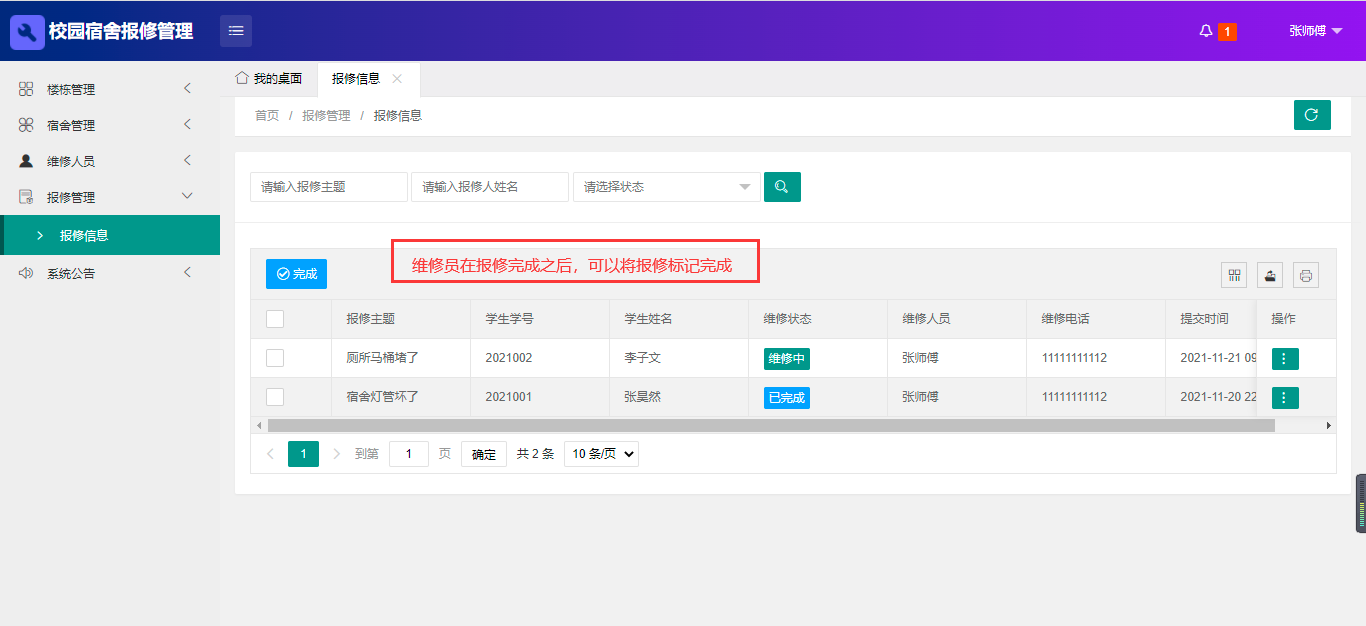 校园宿舍报修管理
1
张师傅
楼栋管理
宿舍管理
维修人员
报修管理
报修信息
系统公告
我的桌面
报修信息
首页 / 报修管理 / 报修信息
请输入报修主题
请输入报修人姓名
请选择状态
完成
维修员在报修完成之后，可以将报修标记完成
报修主题 学生学号 学生姓名 维修状态 维修人员 维修电话 提交时间 操作
厕所马桶堵了 2021002 李子文 维修中 张师傅 11111111112 2021-11-21 09
宿舍灯管坏了 2021001 张昊然 已完成 张师傅 11111111112 2021-11-20 22
1 到第 1 页 确定 共 2 条 10 条/页